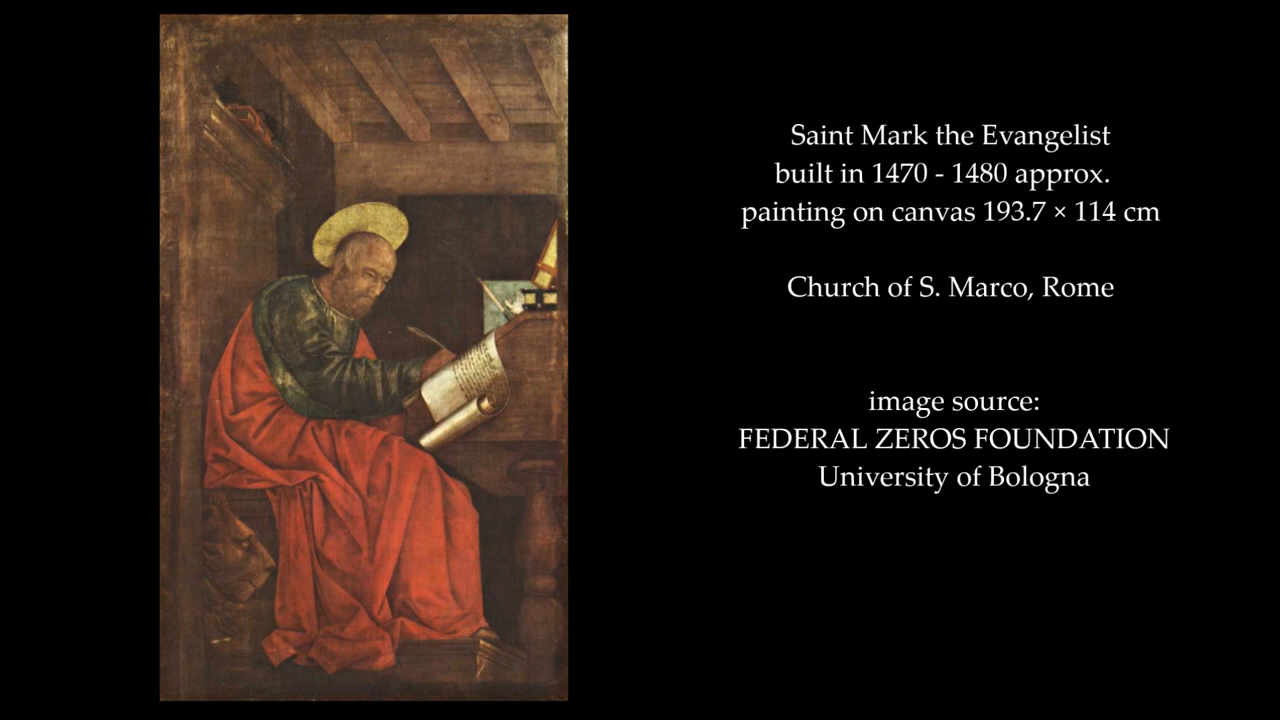 Saint Mark the Evangelist
built in 1470 - 1480 approx.
painting on canvas 193.7 × 114 cm
Church of S. Marco, Rome
image source:
FEDERAL ZEROS FOUNDATION
University of Bologna